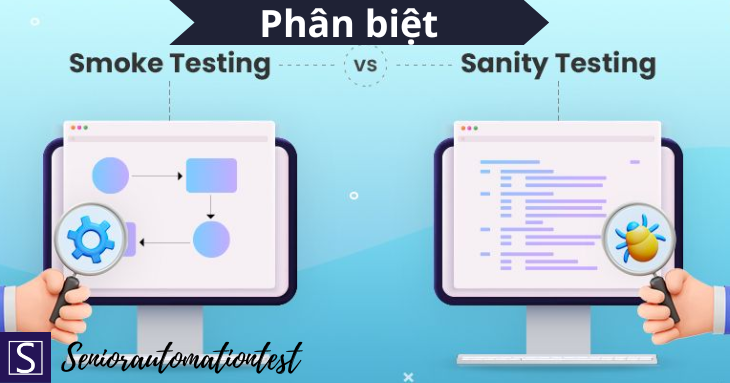 Phân biệt
Smoke Testing
VS
Sanity Testing
S
Seniorautomationtest